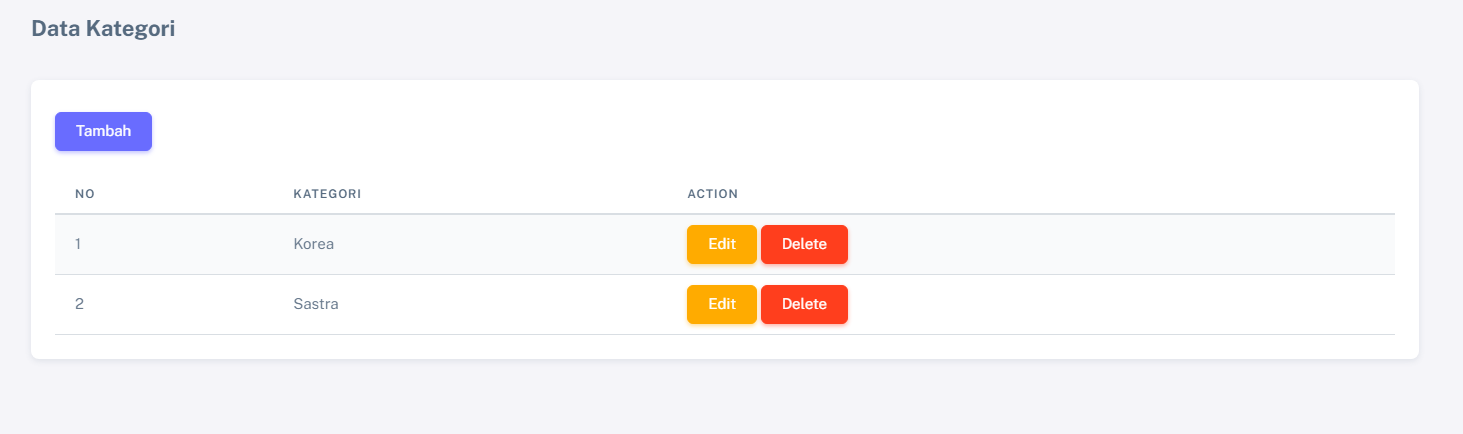 Data Kategori
Tambah
NO KATEGORI ACTION
1 Korea Edit Delete
2 Sastra Edit Delete